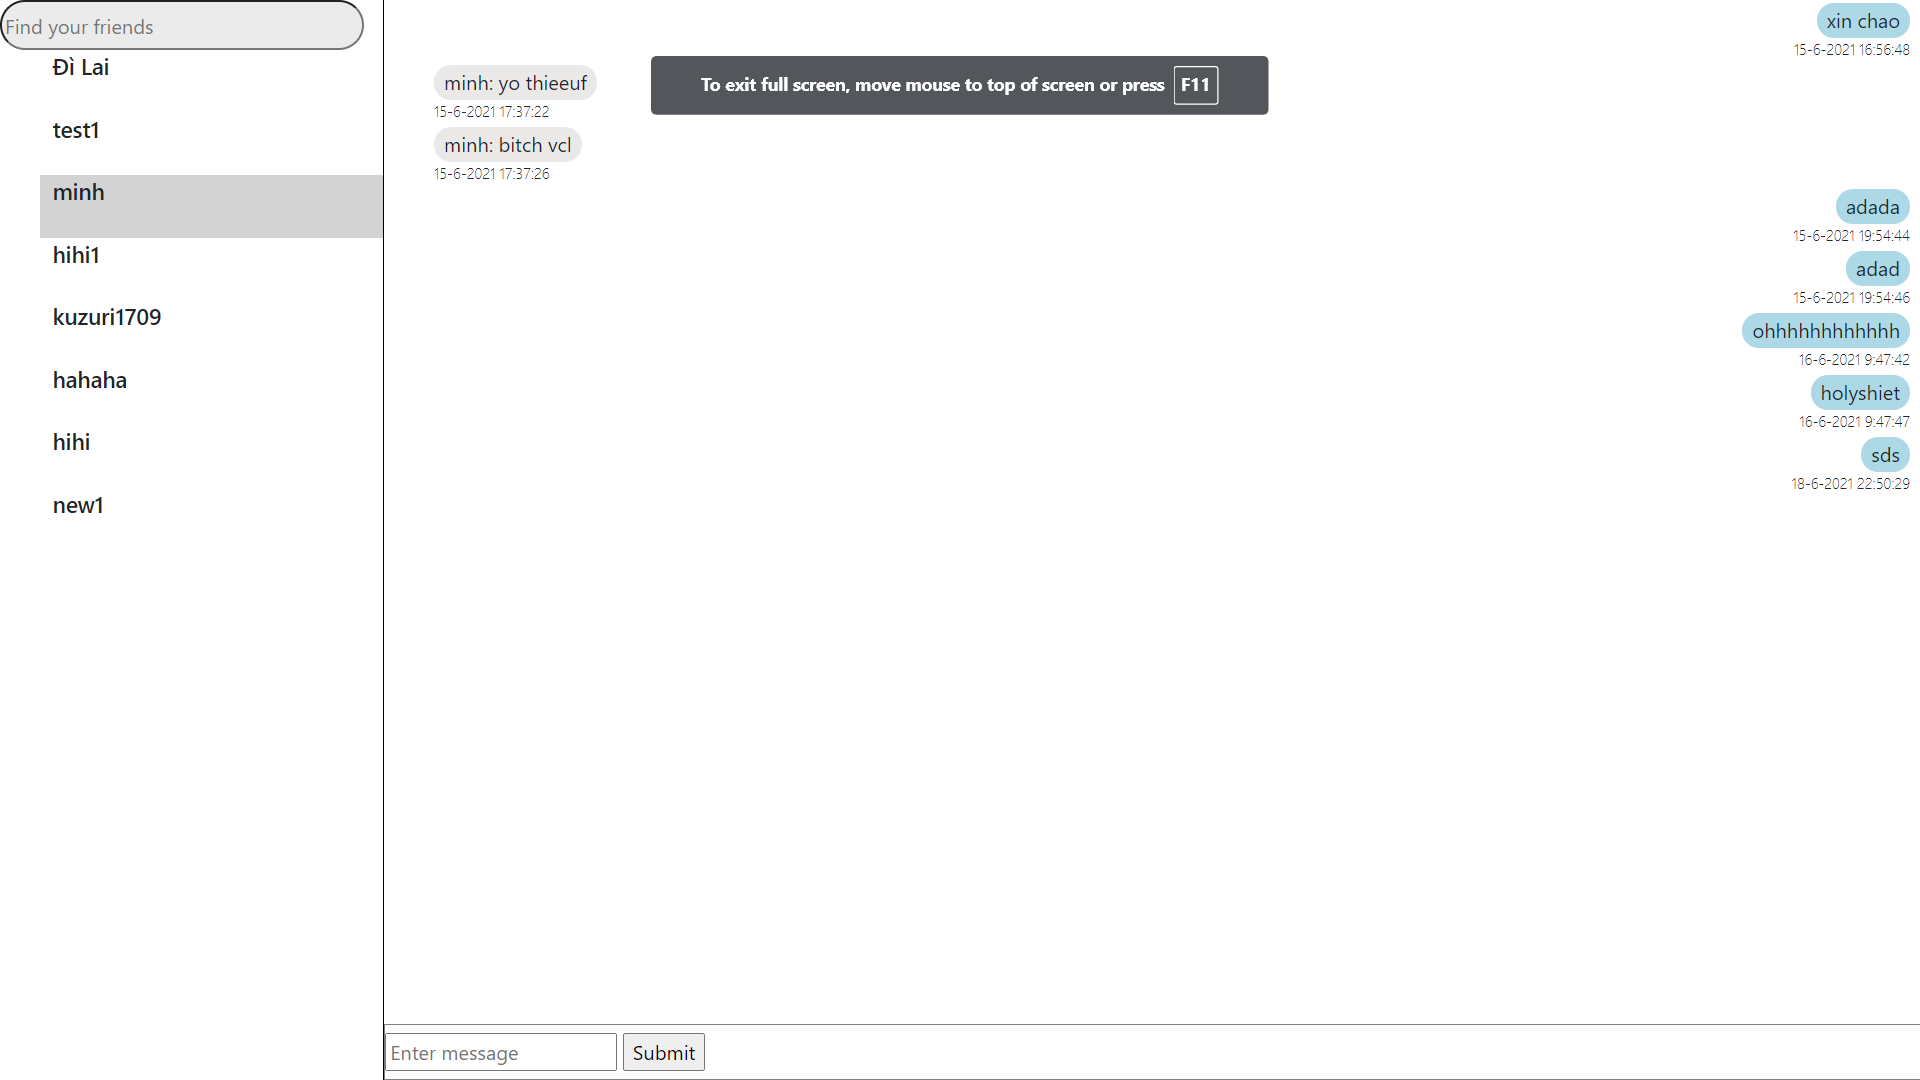 Find your friends
Đì Lai
test1
minh
hihi1
kuzuri1709
hahaha
hihi
new1
xin chao
15-6-2021 16:56:48
To exit full screen, move mouse to top of screen or press F11
minh: yo thieeuf
15-6-2021 17:37:22
minh: bitch vcl
15-6-2021 17:37:26
adada
15-6-2021 19:54:44
adad
15-6-2021 19:54:46
ohhhhhhhhhhhh
16-6-2021 9:47:42
holyshiet
16-6-2021 9:47:47
sds
18-6-2021 22:50:29
Enter message
Submit